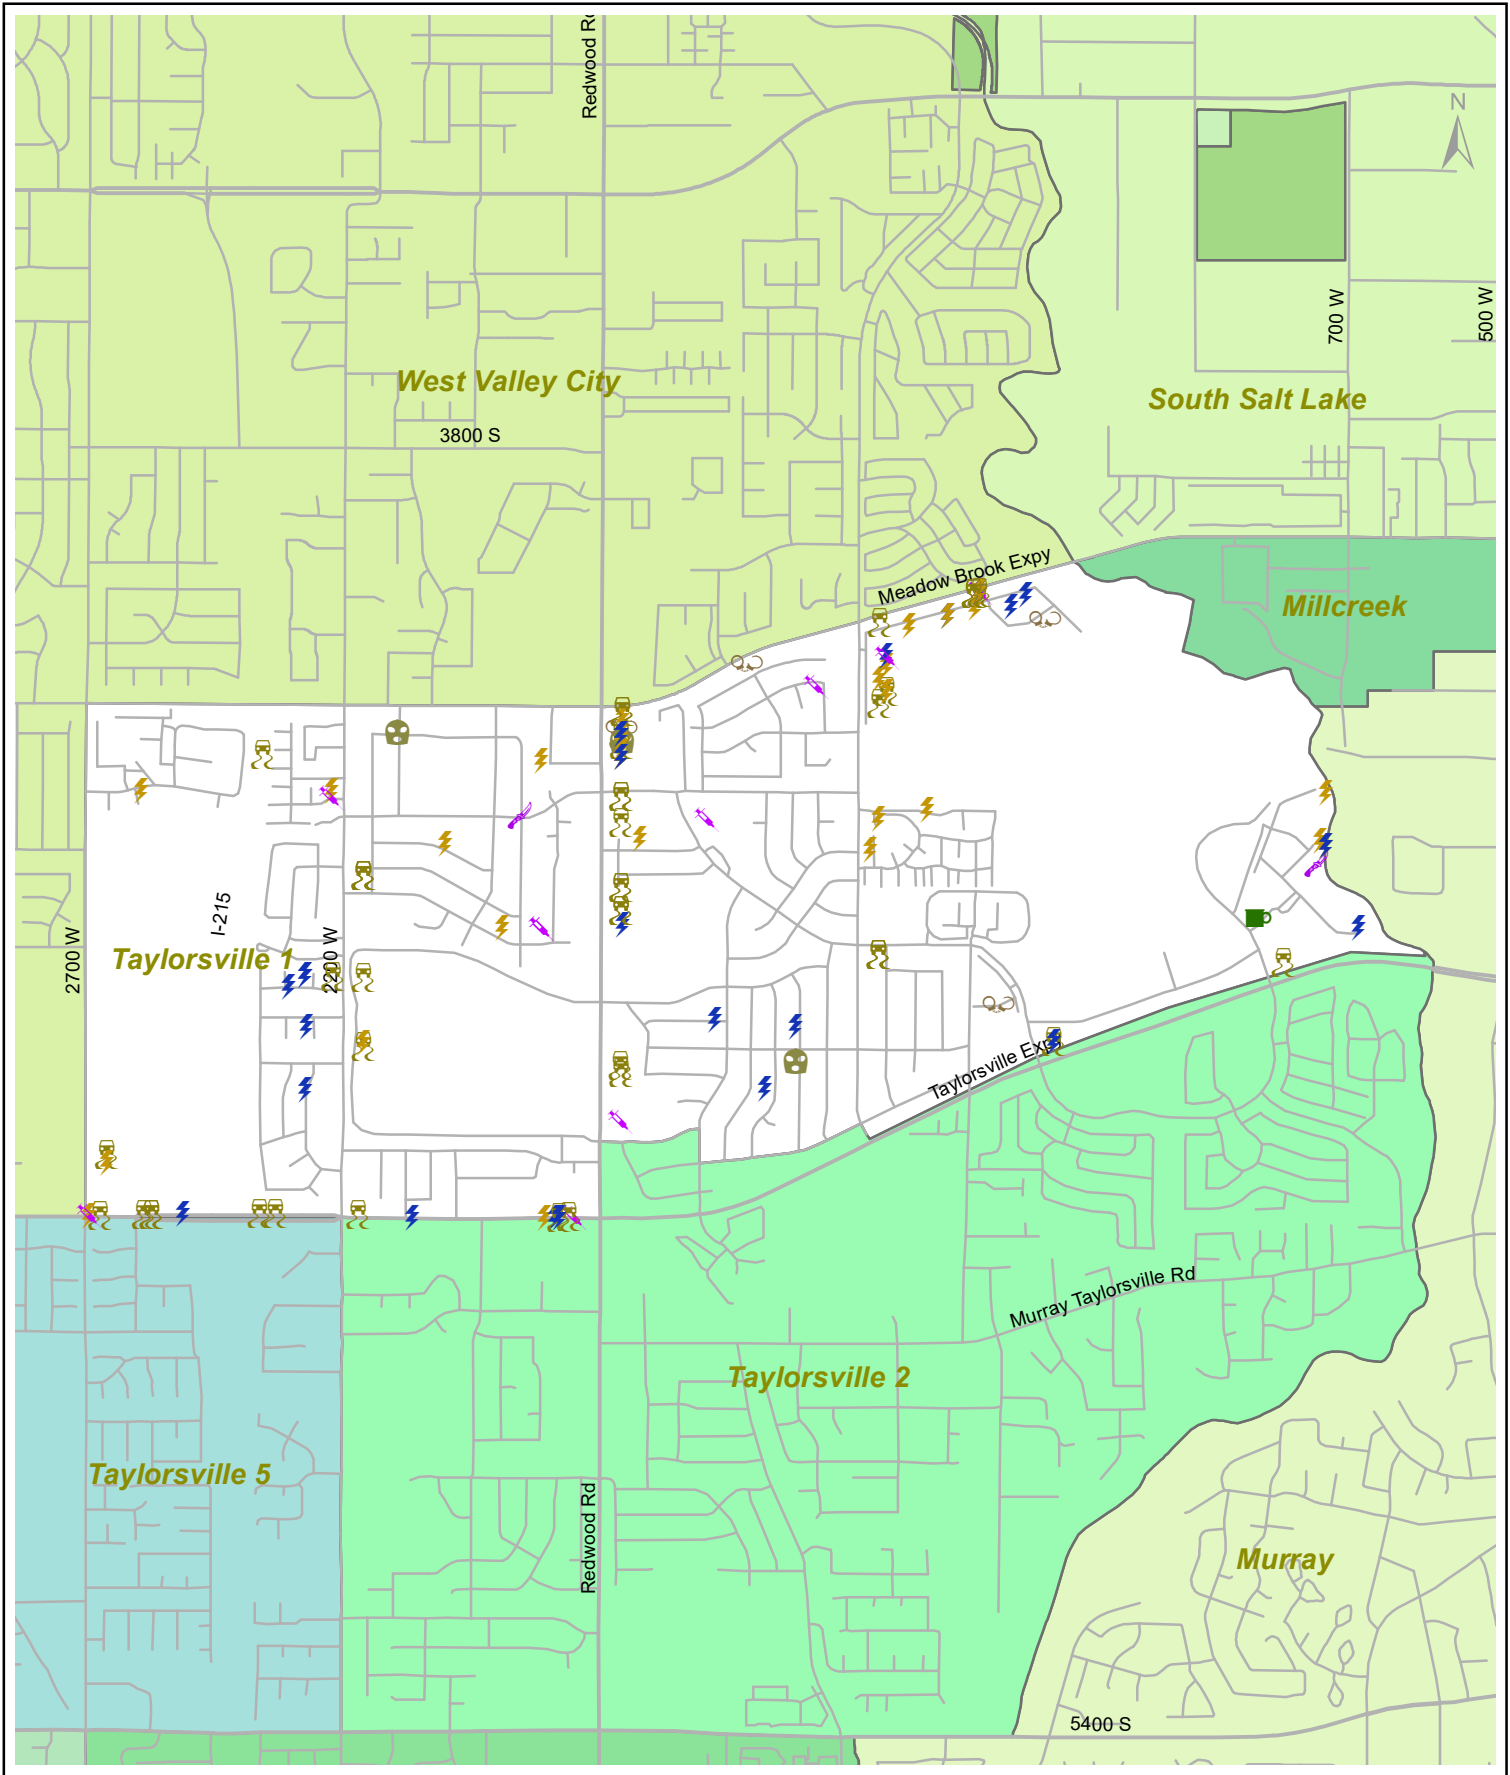 Redwood Rd
N
700 W
500 W
West Valley City
South Salt Lake
3800 S
Meadow Brook Expy
Millcreek
I-215
2700 W
Taylorsville 1
2200 W
Taylorsville Expy
Murray Taylorsville Rd
Taylorsville 2
Taylorsville 5
Redwood Rd
Murray
5400 S